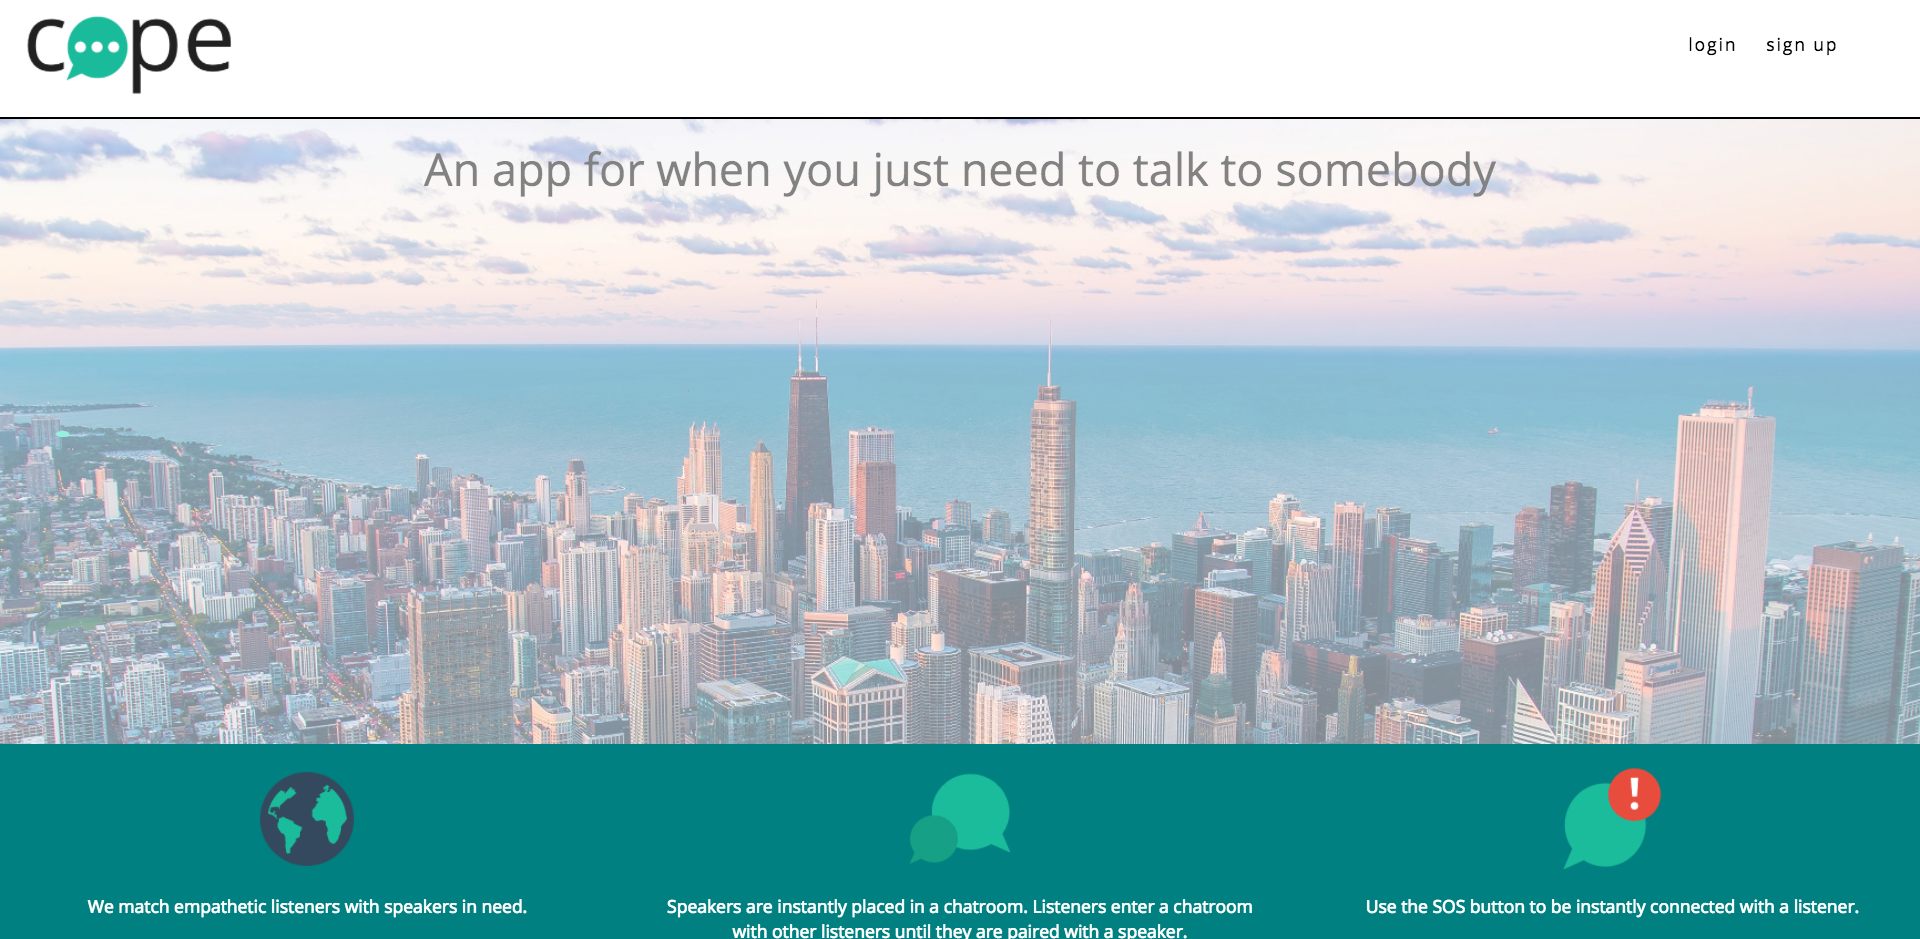 cope
login sign up
An app for when you just need to talk to somebody
We match empathetic listeners with speakers in need.
Speakers are instantly placed in a chatroom. Listeners enter a chatroom
with other listeners until they are paired with a speaker.
Use the SOS button to be instantly connected with a listener.